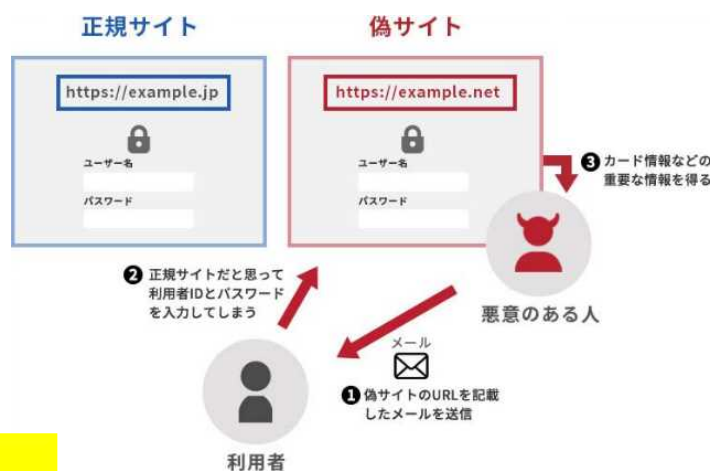 正規サイト
偽サイト
https://example.jp
https://example.net
ユーザー名
パスワード
ユーザー名
パスワード
❸ カード情報などの
重要な情報を得る
❷ 正規サイトだと思って
利用者IDとパスワード
を入力してしまう
悪意のある人
メール
❶ 偽サイトのURLを記載
したメールを送信
利用者